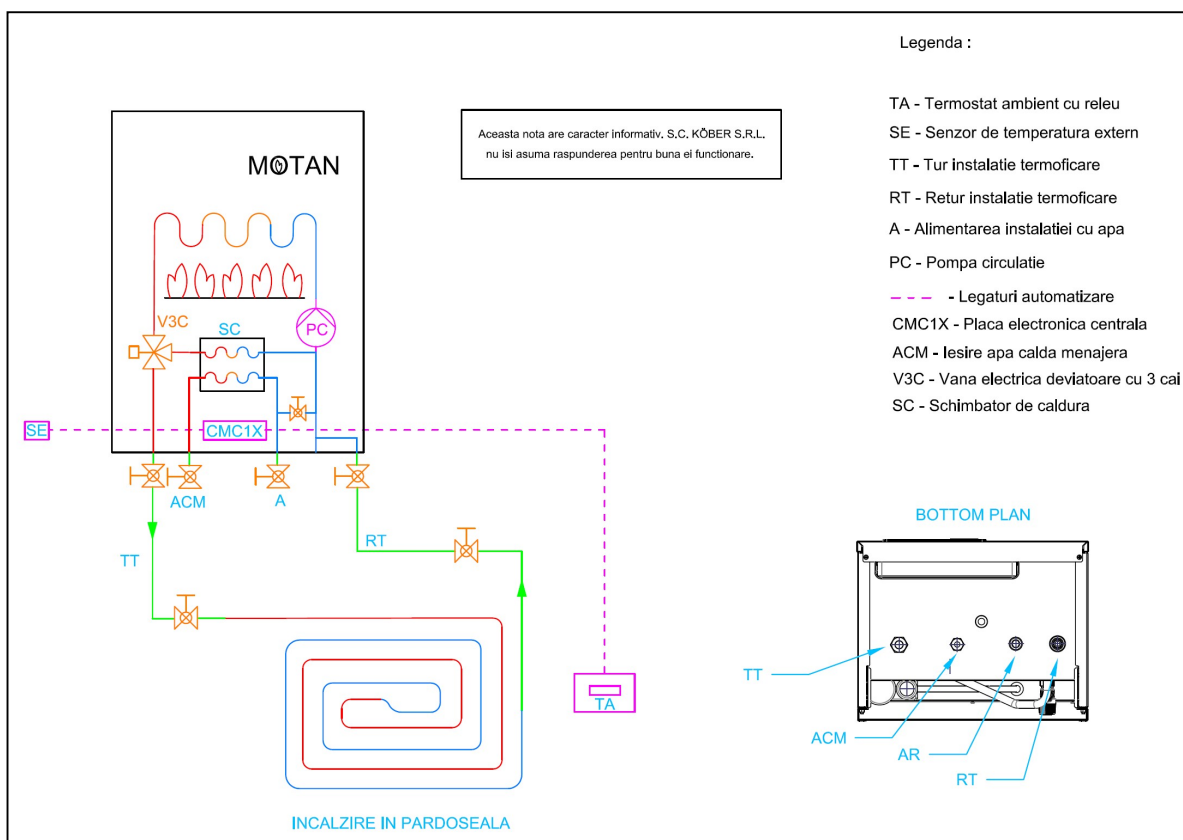 Legenda :
TA - Termostat ambient cu releu
SE - Senzor de temperatura extern
TT - Tur instalatie termoficare
RT - Retur instalatie termoficare
A - Alimentarea instalatiei cu apa
PC - Pompa circulatie
- Legaturi automatizare
CMC1X - Placa electronica centrala
ACM - Iesire apa calda menajera
V3C - Vana electrica deviatoare cu 3 cai
SC - Schimbator de caldura
Aceasta nota are caracter informativ. S.C. KÖBER S.R.L.
nu isi asuma raspunderea pentru buna ei functionare.
MOTAN
V3C
SC
PC
SE
CMC1X
ACM
A
TT
RT
TA
INCALZIRE IN PARDOSEALA
BOTTOM PLAN
TT
ACM
AR
RT